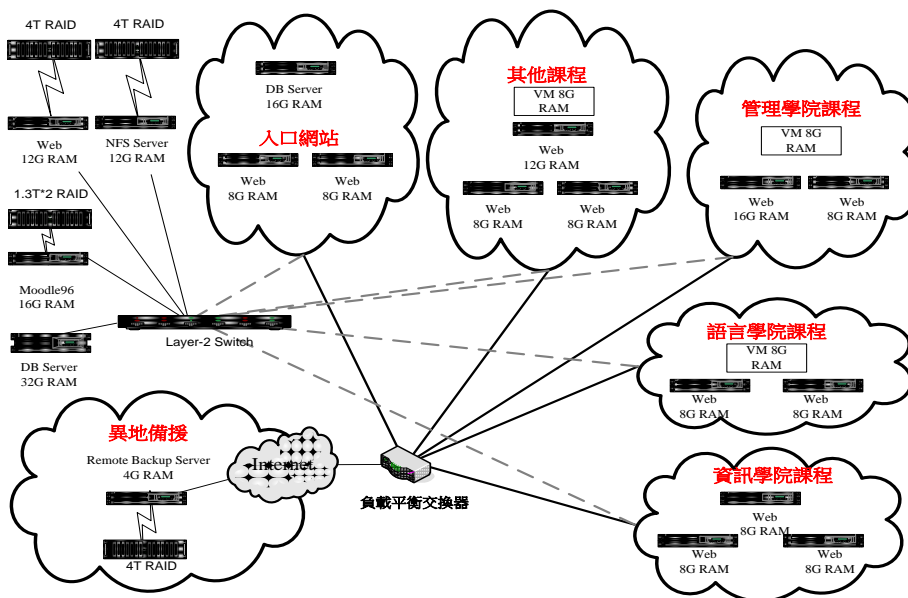 4T RAID
4T RAID
Web
12G RAM
NFS Server
12G RAM
1.3T*2 RAID
Moodle96
16G RAM
DB Server
32G RAM
Layer-2 Switch
DB Server
16G RAM
入口網站
Web
8G RAM
Web
8G RAM
其他課程
VM 8G
RAM
Web
12G RAM
Web
8G RAM
Web
8G RAM
管理學院課程
VM 8G
RAM
Web
16G RAM
Web
8G RAM
語言學院課程
VM 8G
RAM
Web
8G RAM
Web
8G RAM
資訊學院課程
Web
8G RAM
Web
8G RAM
Web
8G RAM
異地備援
Remote Backup Server
4G RAM
4T RAID
Internet
負載平衡交換器